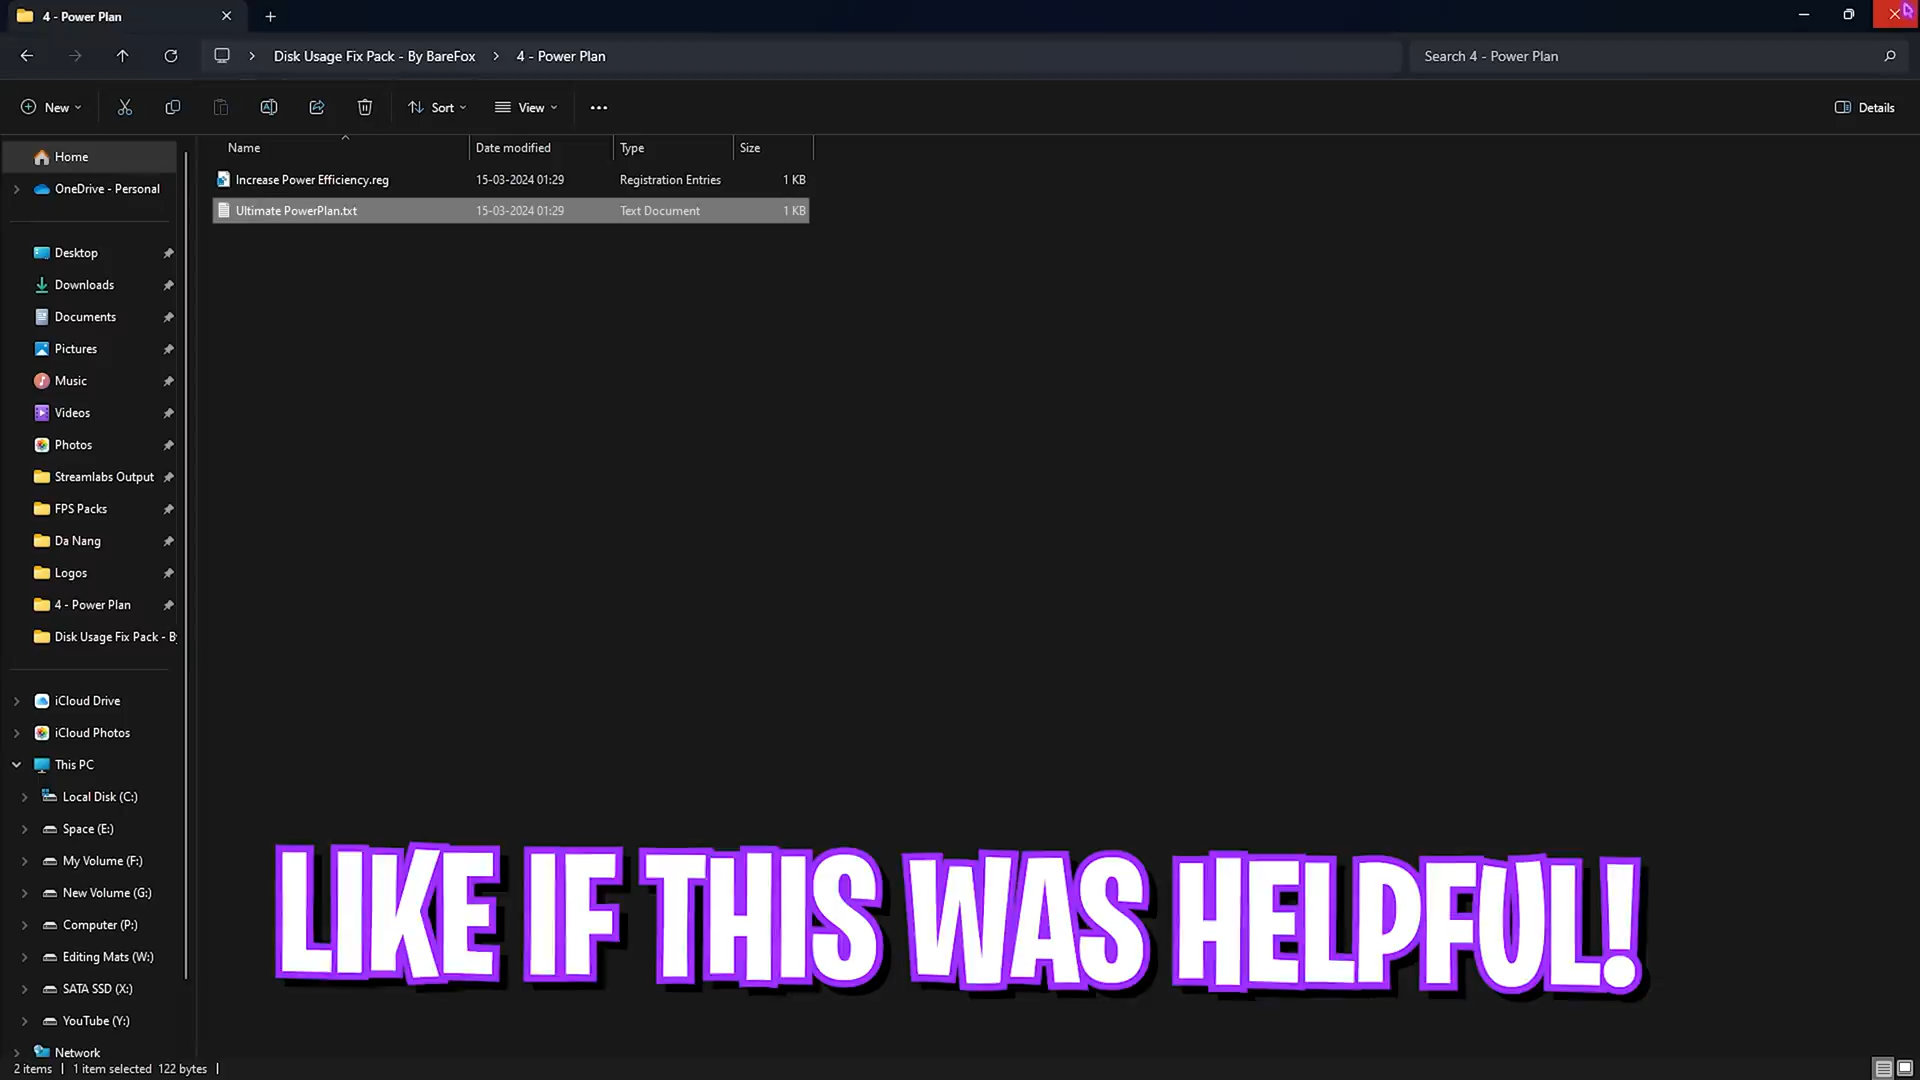 4 - Power Plan
Disk Usage Fix Pack - By BareFox > 4 - Power Plan
Search 4 - Power Plan
New
Sort
View
Details
Name Date modified Type Size
Increase Power Efficiency.reg 15-03-2024 01:29 Registration Entries 1 KB
Ultimate PowerPlan.txt 15-03-2024 01:29 Text Document 1 KB
Home
OneDrive - Personal
Desktop
Downloads
Documents
Pictures
Music
Videos
Photos
Streamlabs Output
FPS Packs
Da Nang
Logos
4 - Power Plan
Disk Usage Fix Pack - By
iCloud Drive
iCloud Photos
This PC
Local Disk (C:)
Space (E:)
My Volume (F:)
New Volume (G:)
Computer (P:)
Editing Mats (W:)
SATA SSD (X:)
YouTube (Y:)
Network
LIKE IF THIS WAS HELPFUL!
2 items | 1 item selected 122 bytes |